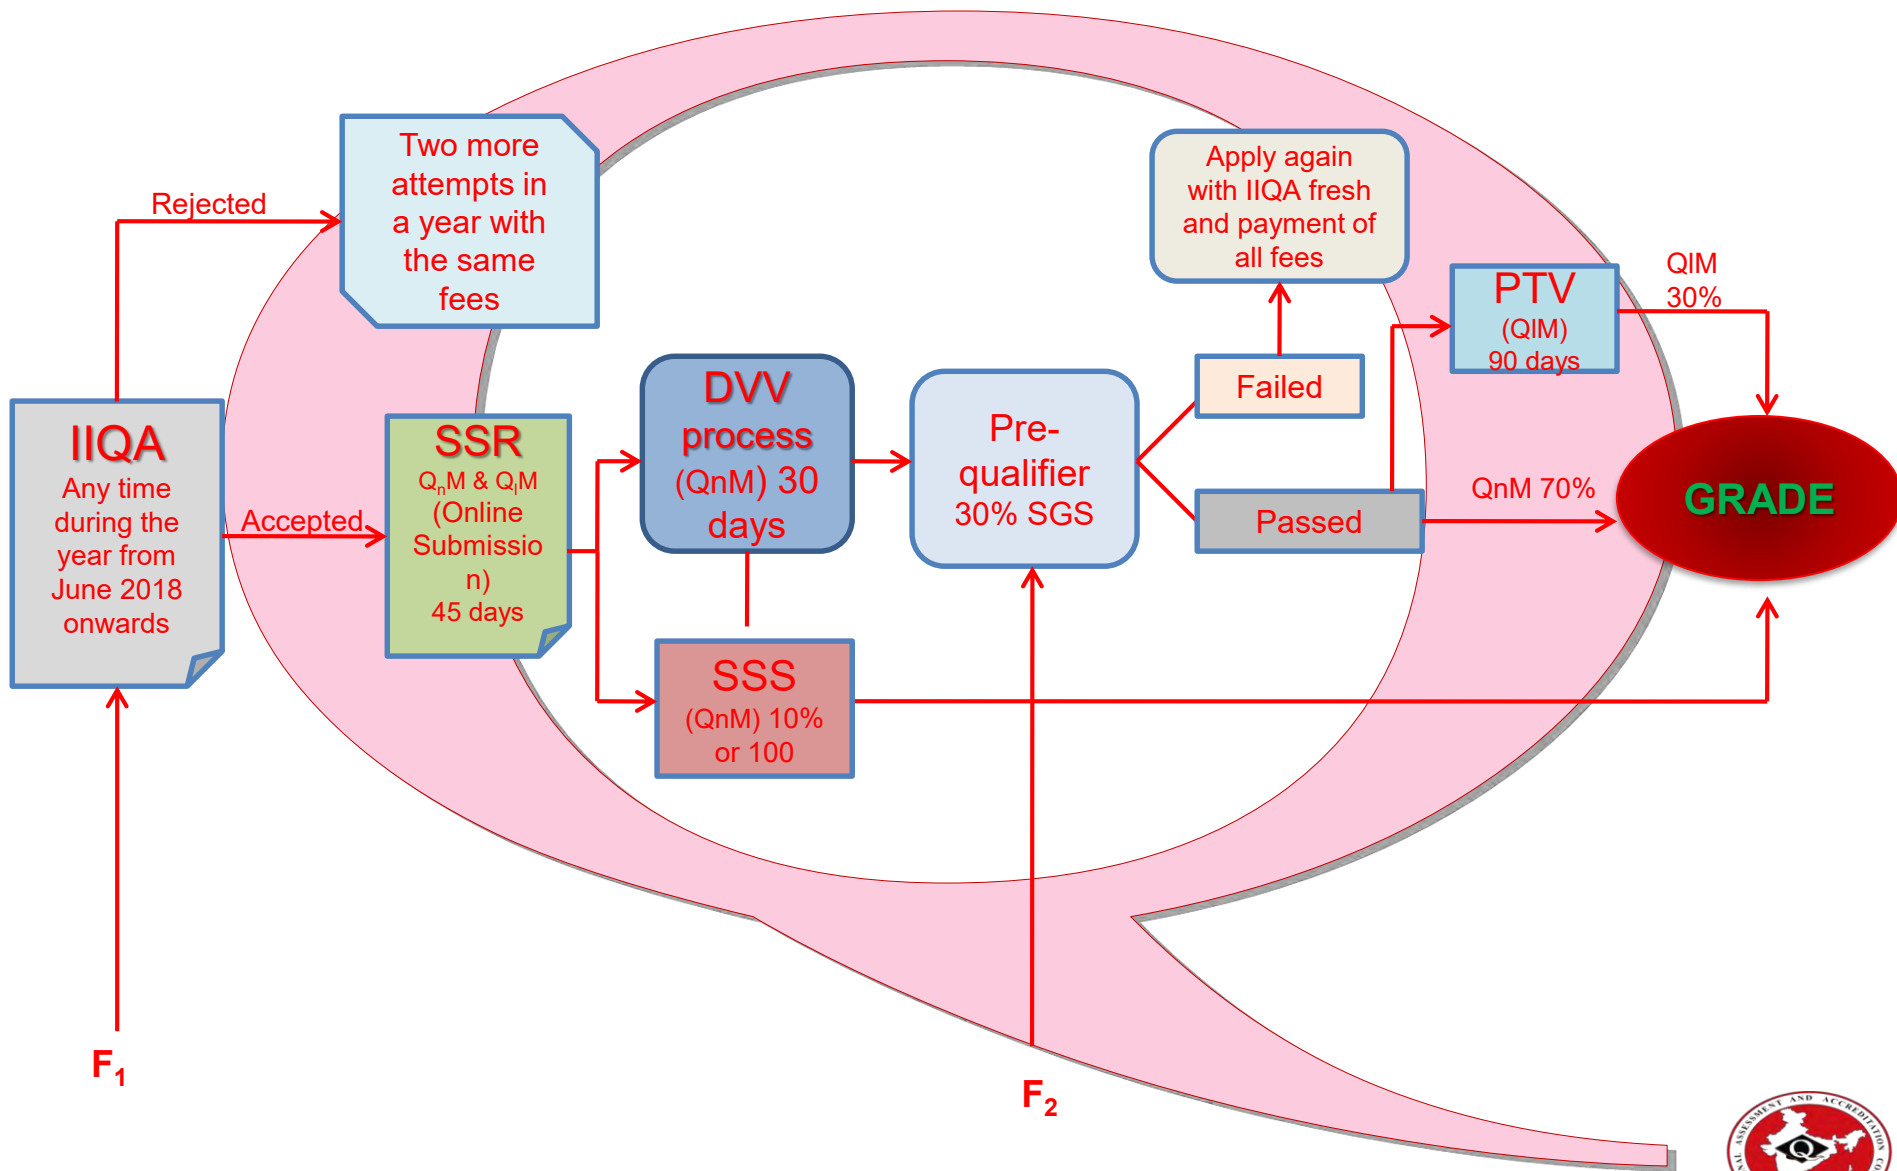 Two more
attempts in
a year with
the same
fees
Rejected
Apply again
with IIQA fresh
and payment of
all fees
PTV
(QIM)
90 days
QIM
30%
IIQA
Any time
during the
year from
June 2018
onwards
Accepted
SSR
QnM & QlM
(Online
Submissio
n)
45 days
DVV
process
(QnM) 30
days
Pre-
qualifier
30% SGS
Failed
Passed
QnM 70%
GRADE
SSS
(QnM) 10%
or 100
F1
F2
ASSESSMENT AND ACCREDITATION